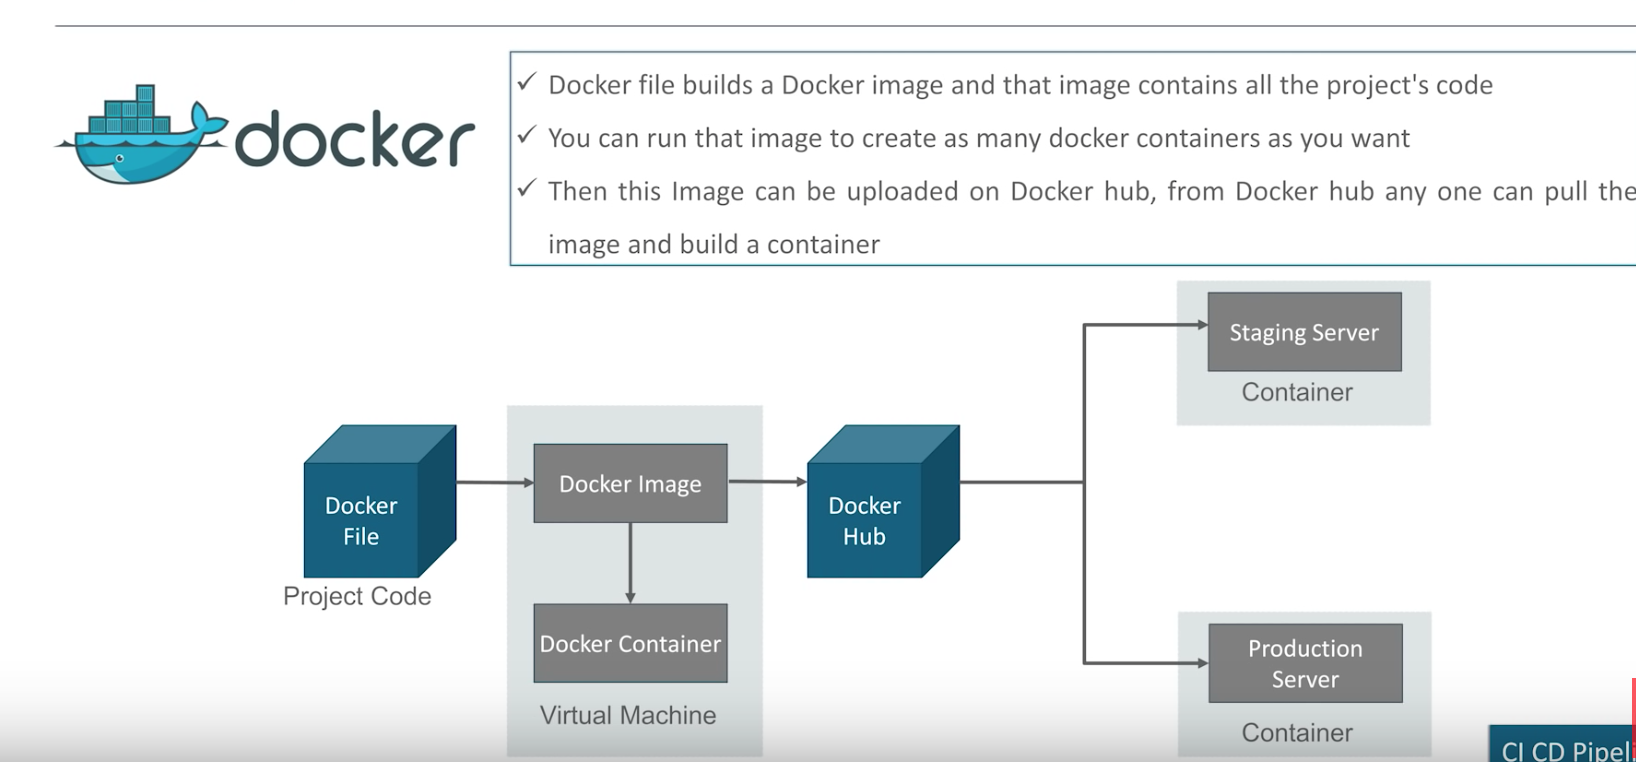 docker
✓ Docker file builds a Docker image and that image contains all the project's code
✓ You can run that image to create as many docker containers as you want
✓ Then this Image can be uploaded on Docker hub, from Docker hub any one can pull the
image and build a container
Staging Server
Container
Docker
File
Project Code
Docker Image
Docker Container
Virtual Machine
Docker
Hub
Production
Server
Container
CI CD Pipeli